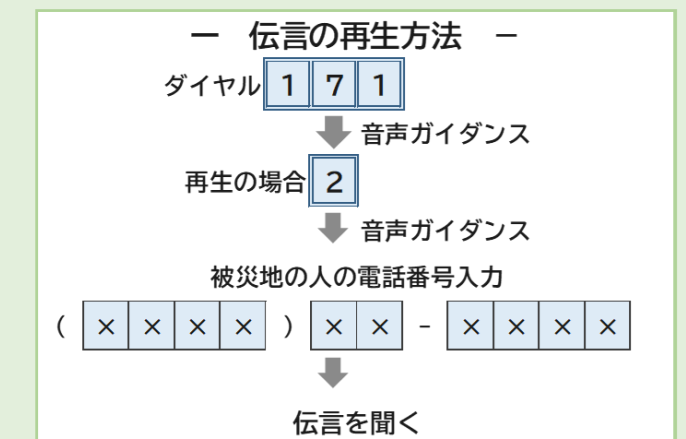 ー 伝言の再生方法 －
ダイヤル 1 7 1
音声ガイダンス
再生の場合 2
音声ガイダンス
被災地の人の電話番号入力
( × × × × ) × × - × × × ×
伝言を聞く